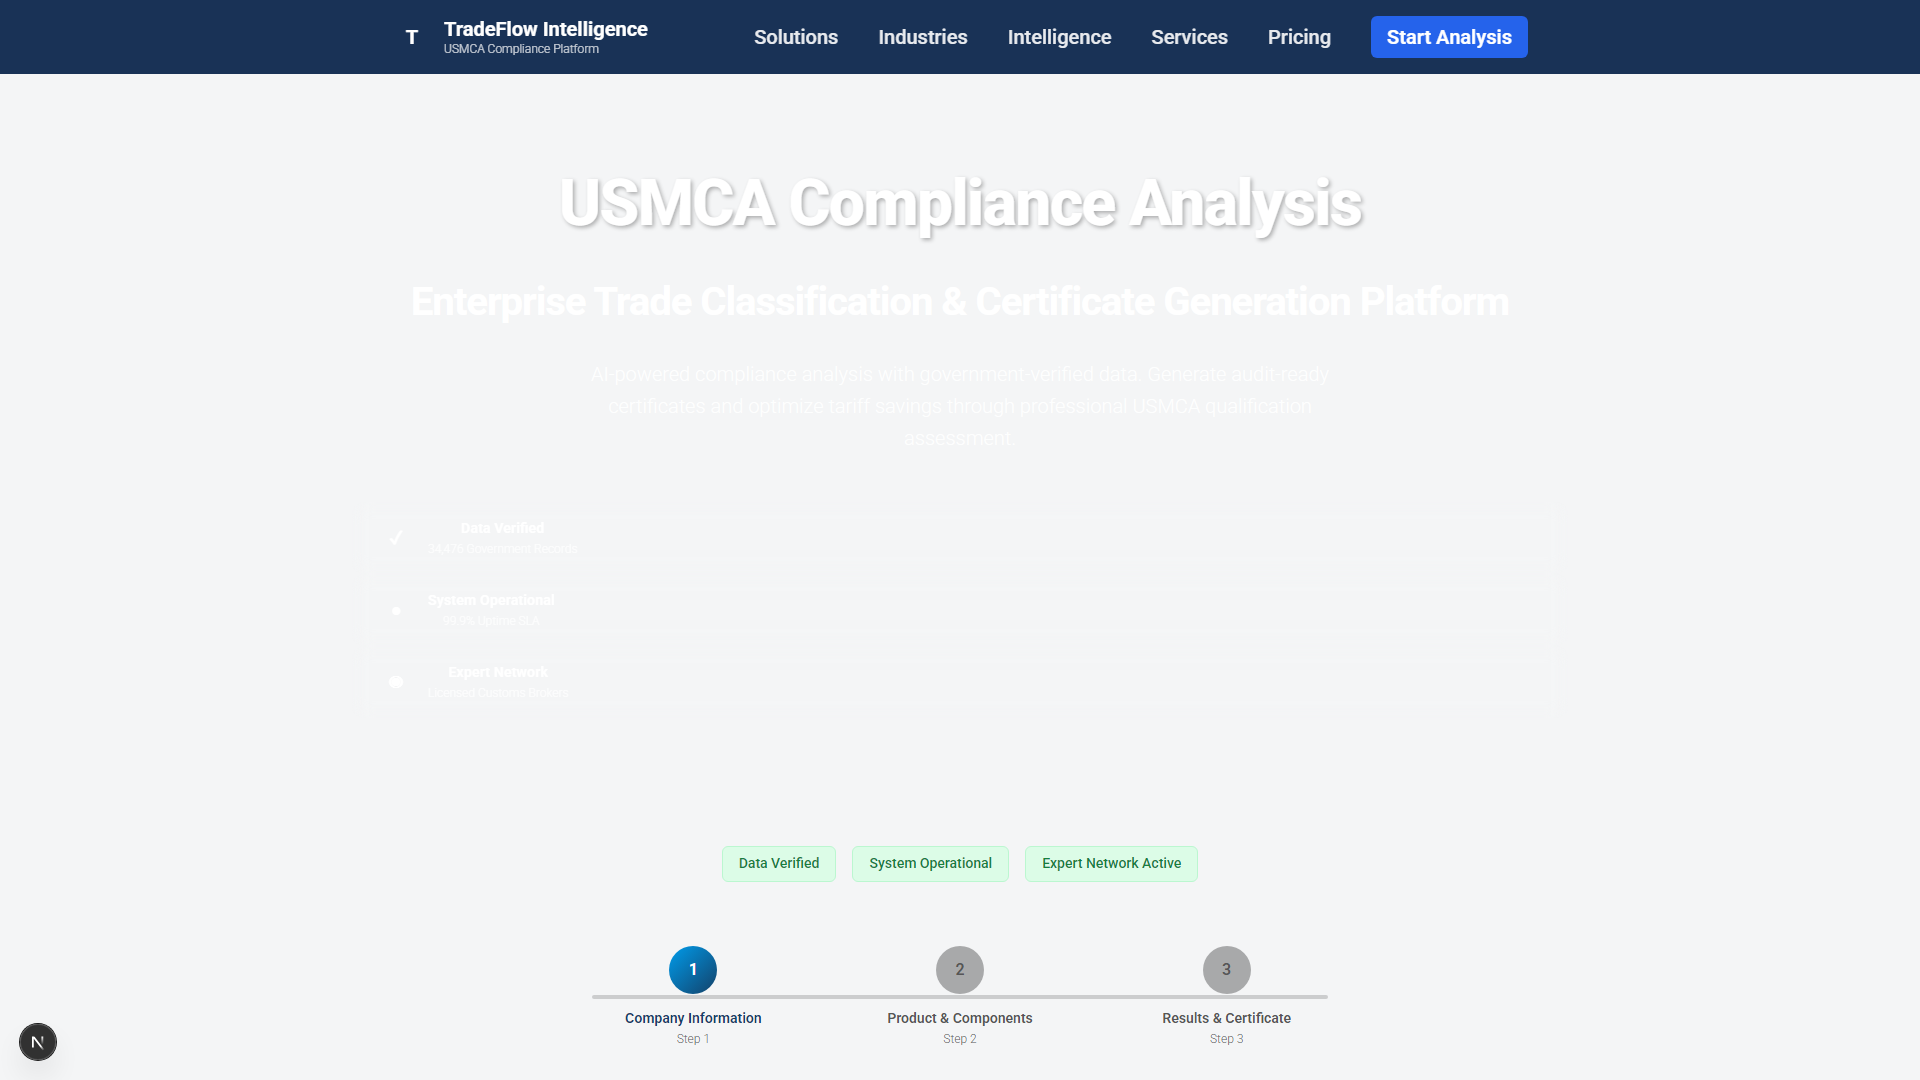 T
TradeFlow Intelligence
USMCA Compliance Platform
Solutions
Industries
Intelligence
Services
Pricing
Start Analysis
USMCA Compliance Analysis
Enterprise Trade Classification & Certificate Generation Platform
AI-powered compliance analysis with government-verified data. Generate audit-ready
certificates and optimize tariff savings through professional USMCA qualification
assessment.
Data Verified
34,476 Government Records
System Operational
99.9% Uptime SLA
Expert Network
Licensed Customs Brokers
Data Verified
System Operational
Expert Network Active
1
2
3
Company Information
Product & Components
Results & Certificate
Step 1
Step 2
Step 3
N